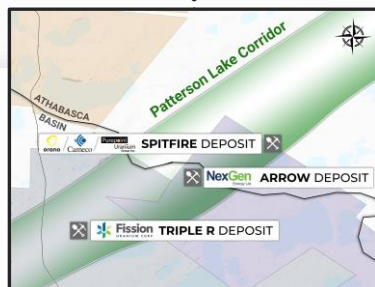 Patterson Lake Corridor
ATHABASCA
BASIN
orano Cameco Purepoint Uranium SPITFIRE DEPOSIT
NexGen Energy Ltd. ARROW DEPOSIT
Fission URANIUM CORP TRIPLE R DEPOSIT